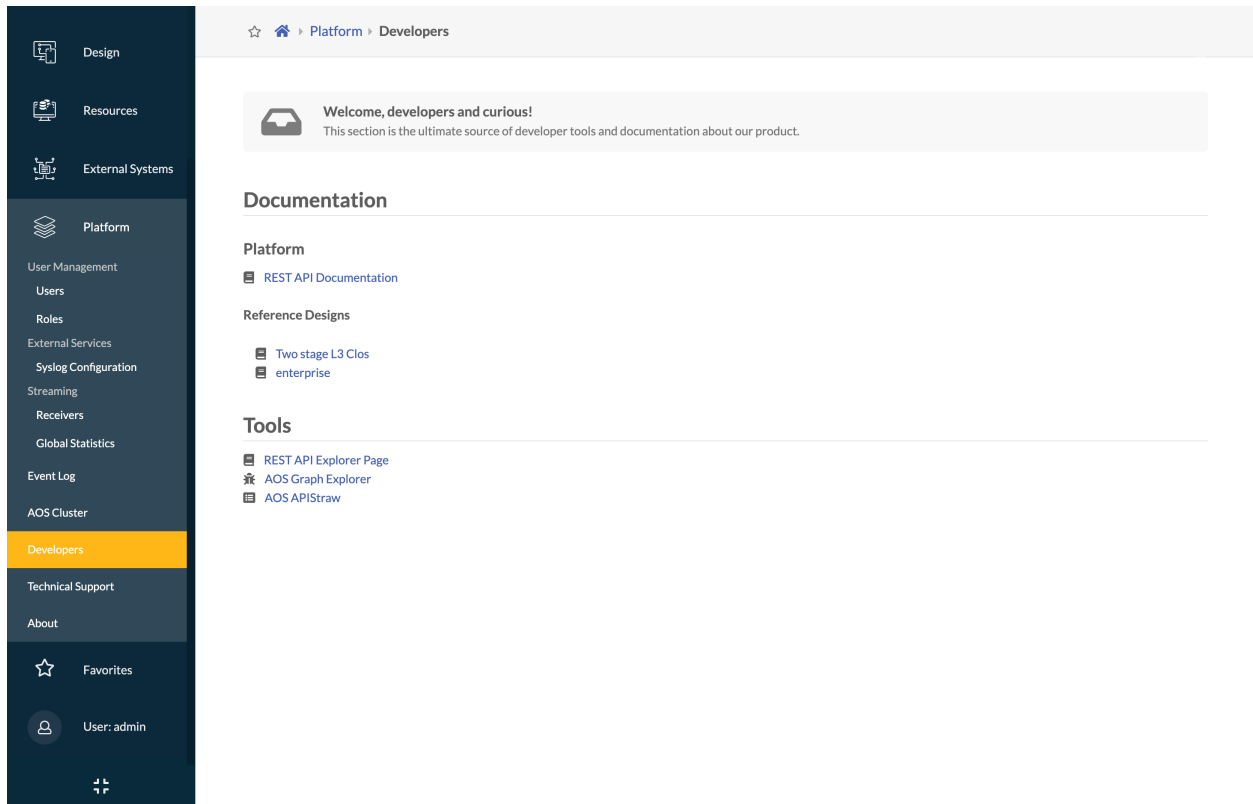 Design
Resources
External Systems
Platform
User Management
Users
Roles
External Services
Syslog Configuration
Streaming
Receivers
Global Statistics
Event Log
AOS Cluster
Developers
Technical Support
About
Favorites
User: admin
Platform Developers
Welcome, developers and curious!
This section is the ultimate source of developer tools and documentation about our product.
Documentation
Platform
REST API Documentation
Reference Designs
Two stage L3 Clos
enterprise
Tools
REST API Explorer Page
AOS Graph Explorer
AOS APIStraw